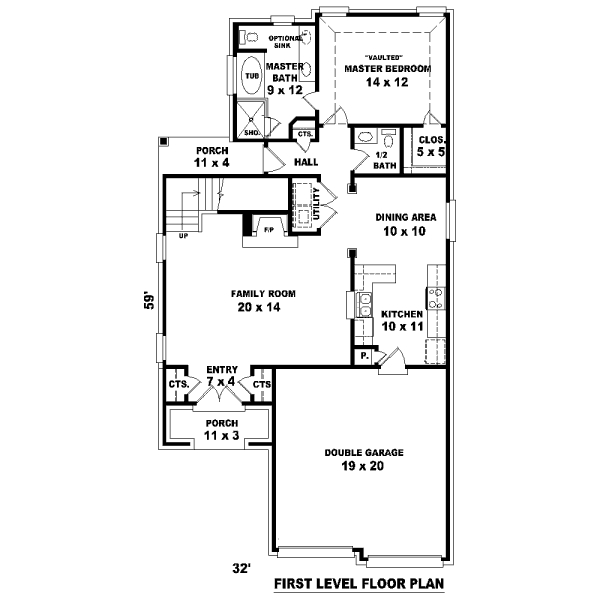 OPTIONAL
SINK
"VAULTED"
MASTER BEDROOM
14 x 12
MASTER
BATH
9 x 12
TUB
SHO.
CTS.
CLOS.
5 x 5
PORCH
11 x 4
HALL
1/2
BATH
UTILITY
DINING AREA
10 x 10
UP
F/P
FAMILY ROOM
20 x 14
59'
KITCHEN
10 x 11
P.
ENTRY
7 x 4
CTS.
CTS
PORCH
11 x 3
DOUBLE GARAGE
19 x 20
32'
FIRST LEVEL FLOOR PLAN